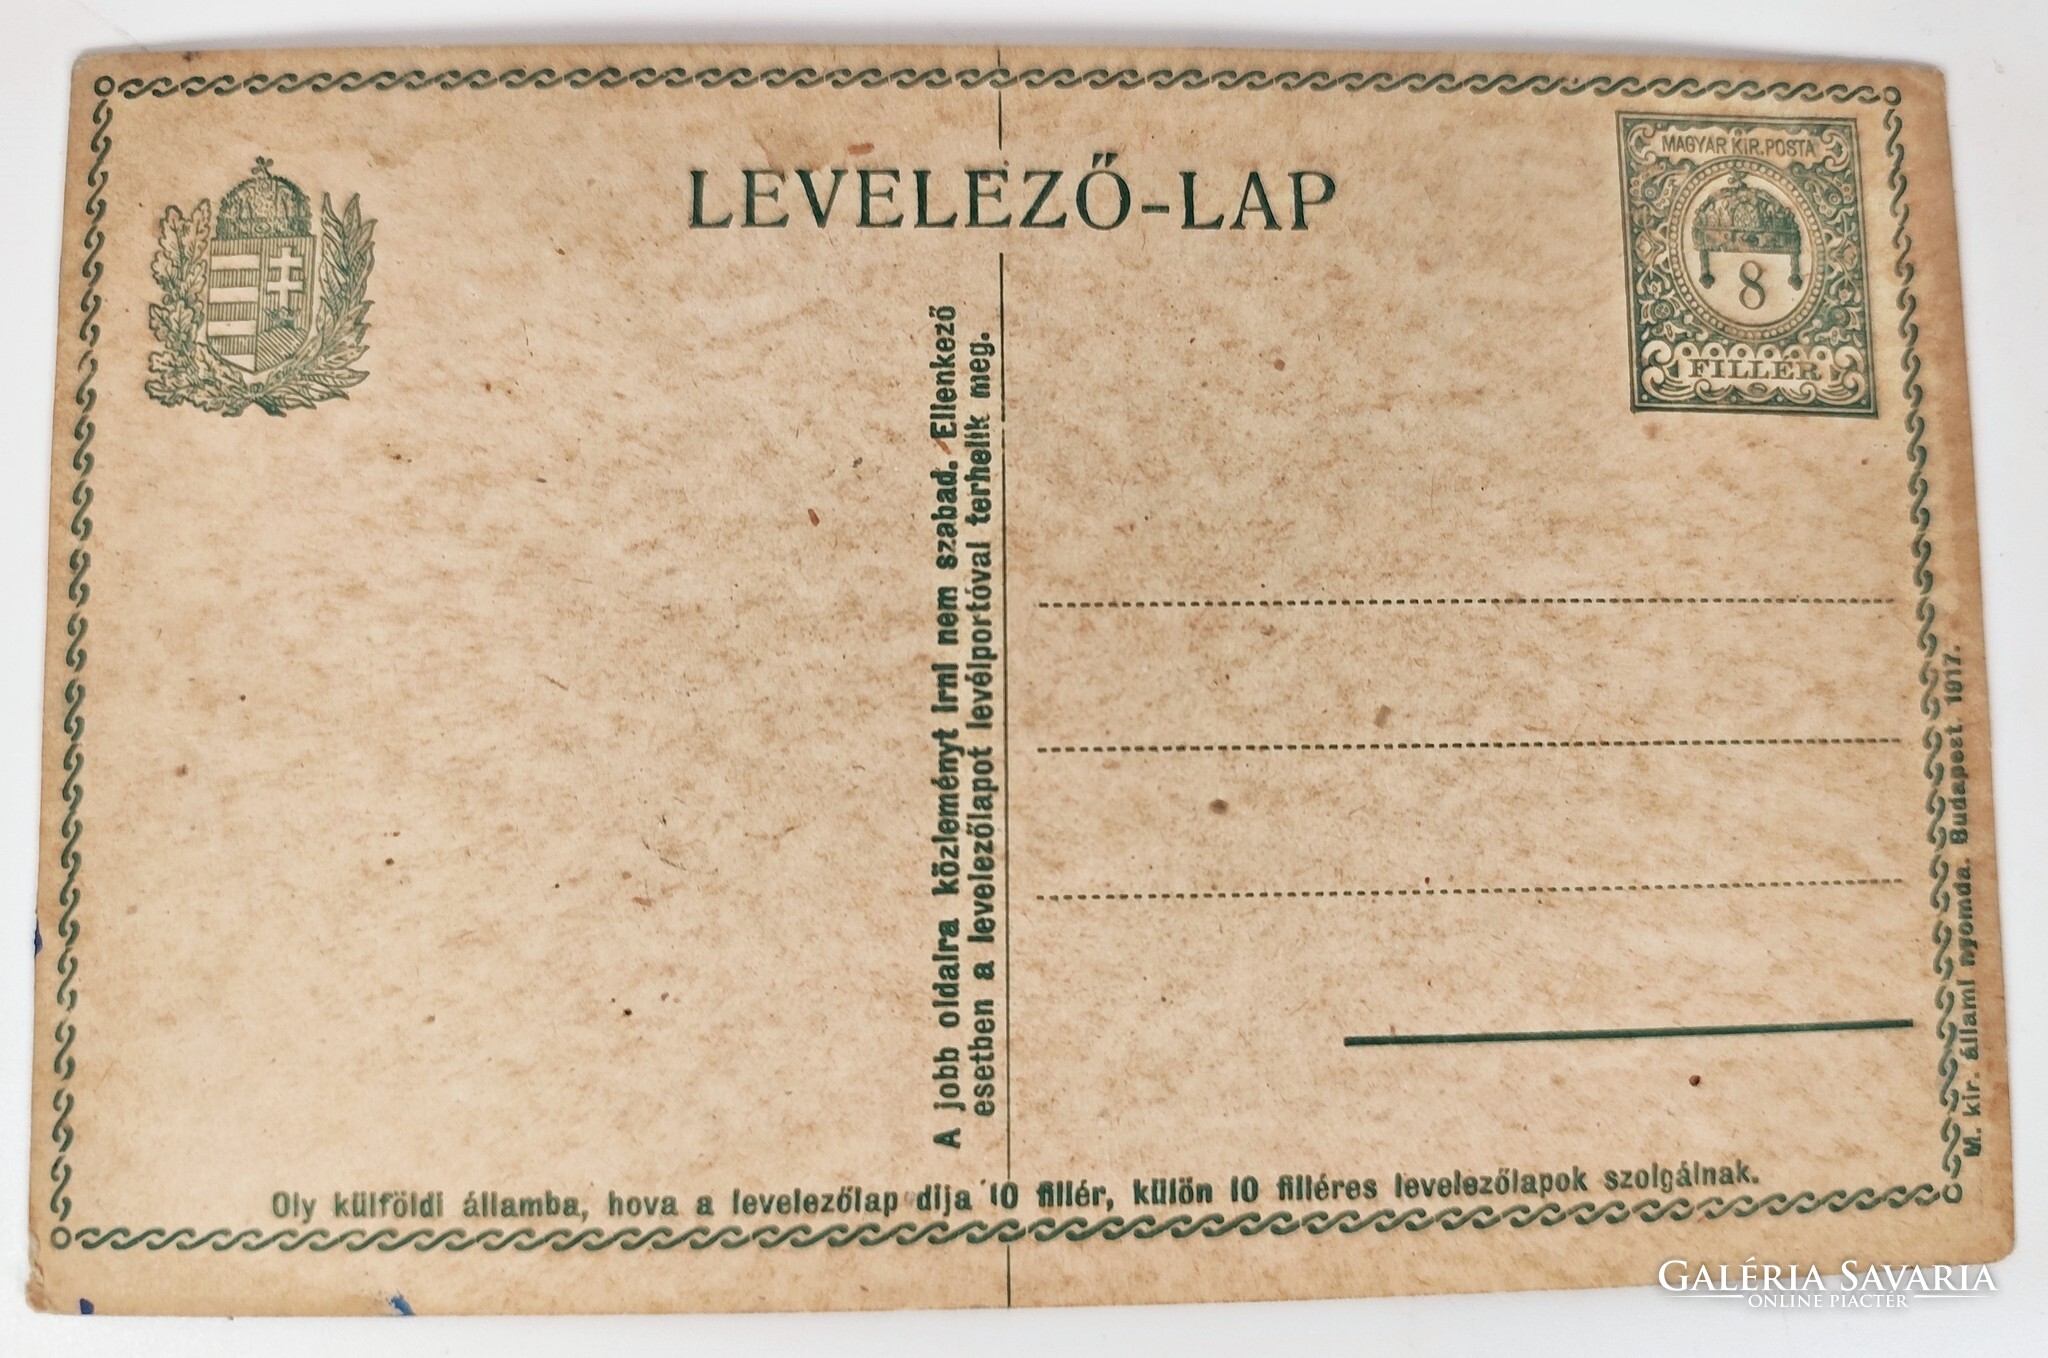 LEVELEZŐ-LAP
MAGYAR KIR. POSTA
8
FILLÉR
A jobb oldalra közleményt irni nem szabad. Ellenkező
esetben a levelezőlapot levélportóval terhelik meg.
Oly külföldi államba, hova a levelezőlap dija 10 fillér, külön 10 filléres levelezőlapok szolgálnak.
M. kir. állami nyomda. Budapest 1917.
GALÉRIA SAVARIA
ONLINE PIACTÉR